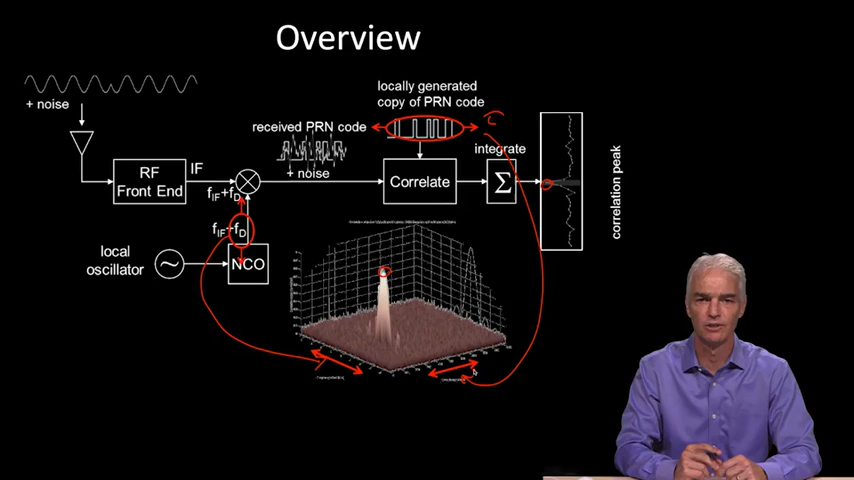 Overview
+ noise
locally generated
copy of PRN code
τ
received PRN code
+ noise
integrate
RF
Front End
IF
f_IF+f_D
Correlate
Σ
correlation peak
f_IF+f_D
local
oscillator
~
NCO